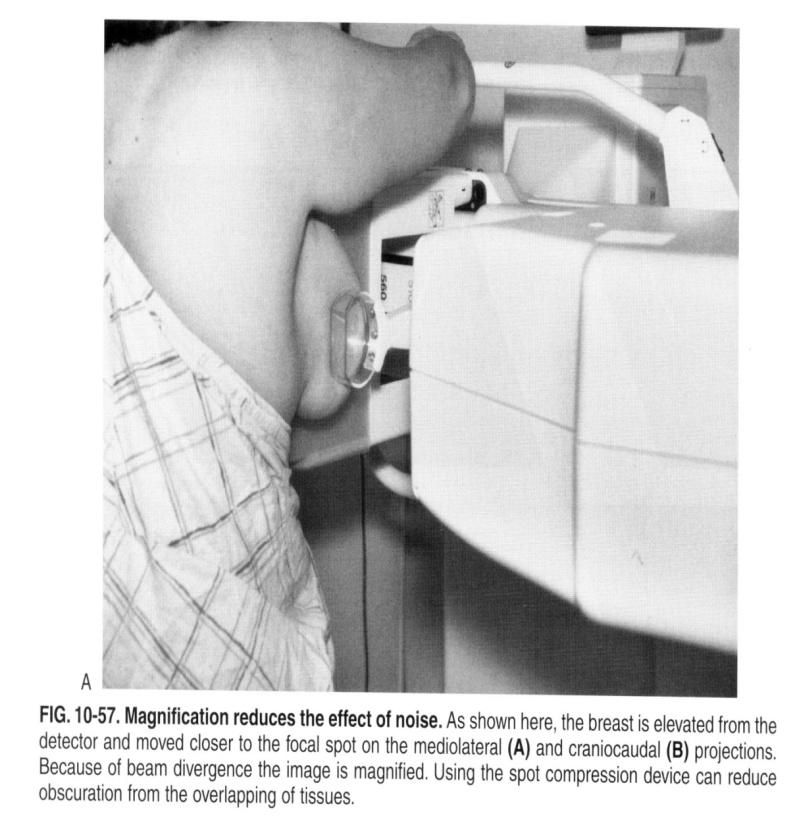 560
A
FIG. 10-57. Magnification reduces the effect of noise. As shown here, the breast is elevated from the
detector and moved closer to the focal spot on the mediolateral (A) and craniocaudal (B) projections.
Because of beam divergence the image is magnified. Using the spot compression device can reduce
obscuration from the overlapping of tissues.